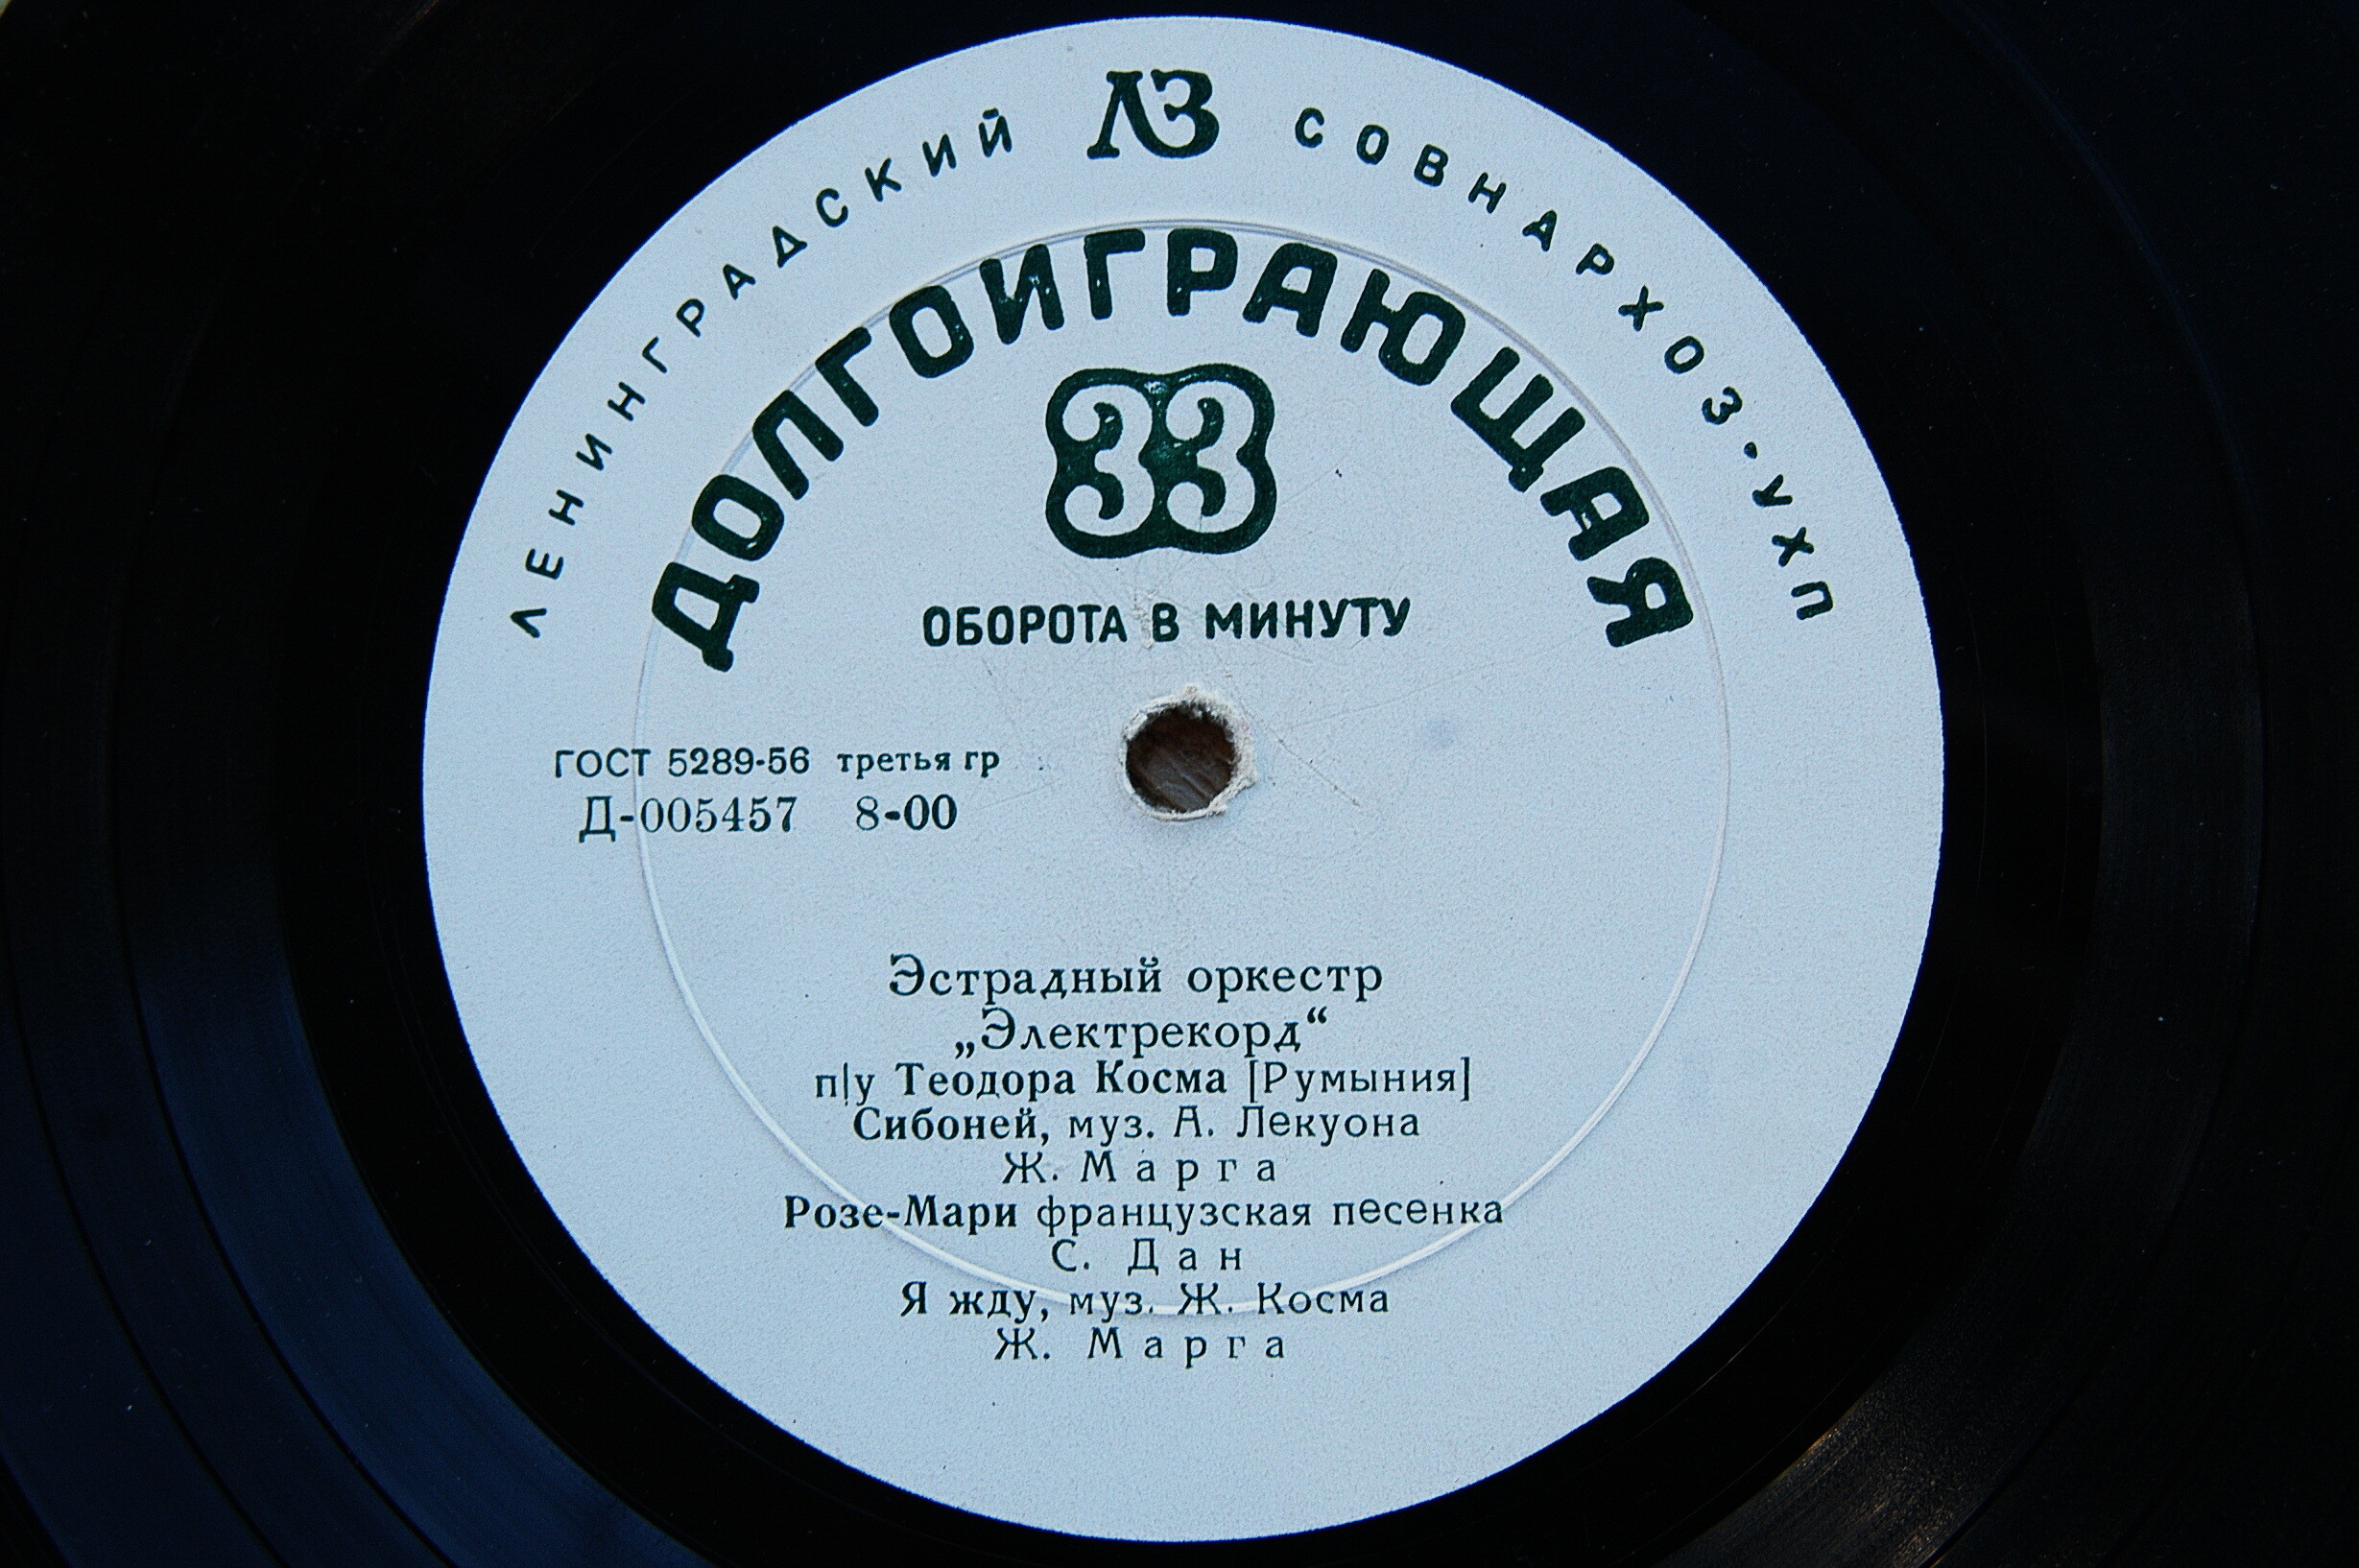 ЛЕНИНГРАДСКИЙ ЛЗ СОВНАРХОЗ·УХП
ДОЛГОИГРАЮЩАЯ
33
ОБОРОТА В МИНУТУ
ГОСТ 5289-56 третья гр
Д-005457 8-00
Эстрадный оркестр
„Электрекорд“
п|у Теодора Косма [Румыния]
Сибоней, муз. А. Лекуона
Ж. Марга
Розе-Мари французская песенка
С. Дан
Я жду, муз. Ж. Косма
Ж. Марга